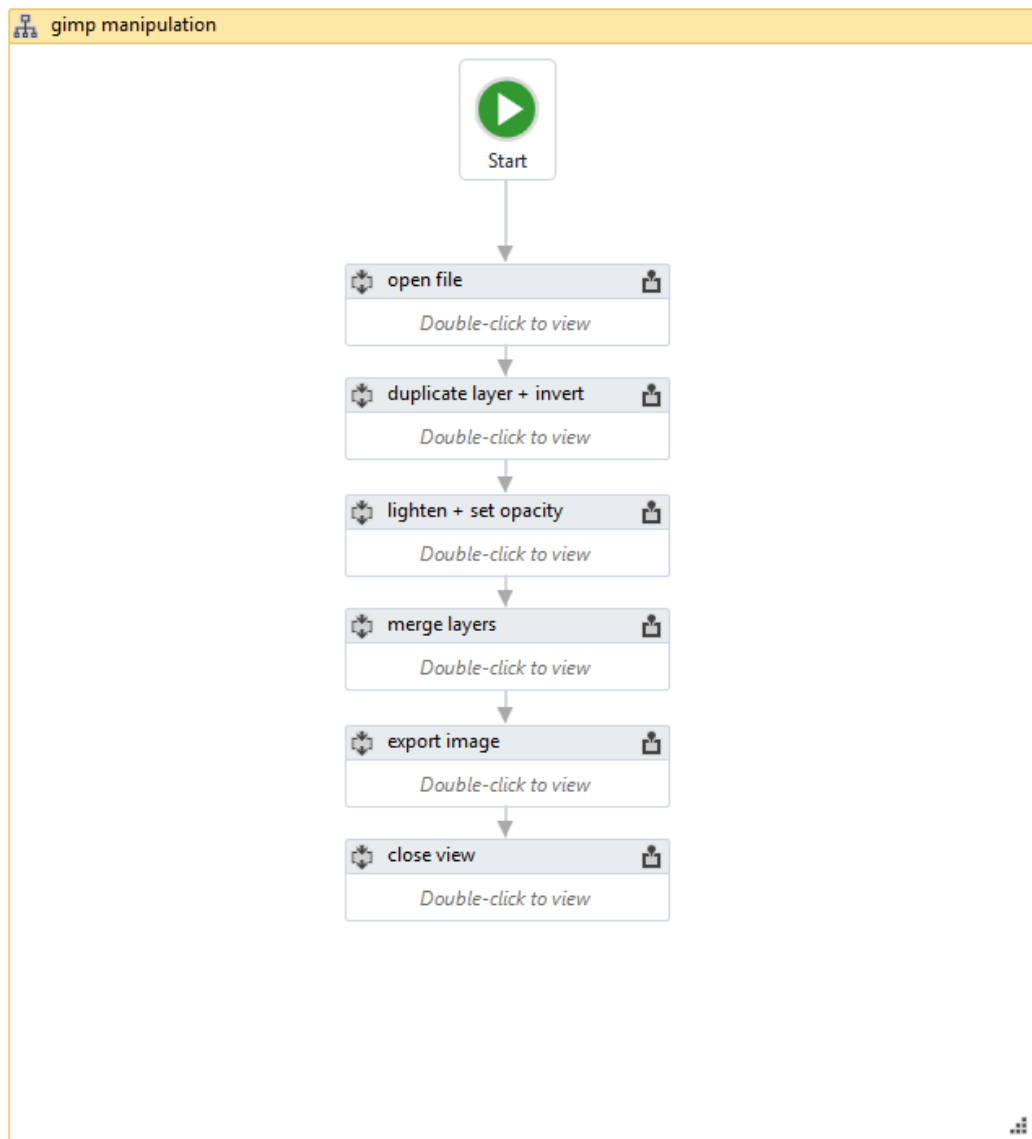 gimp manipulation
Start
open file
Double-click to view
duplicate layer + invert
Double-click to view
lighten + set opacity
Double-click to view
merge layers
Double-click to view
export image
Double-click to view
close view
Double-click to view